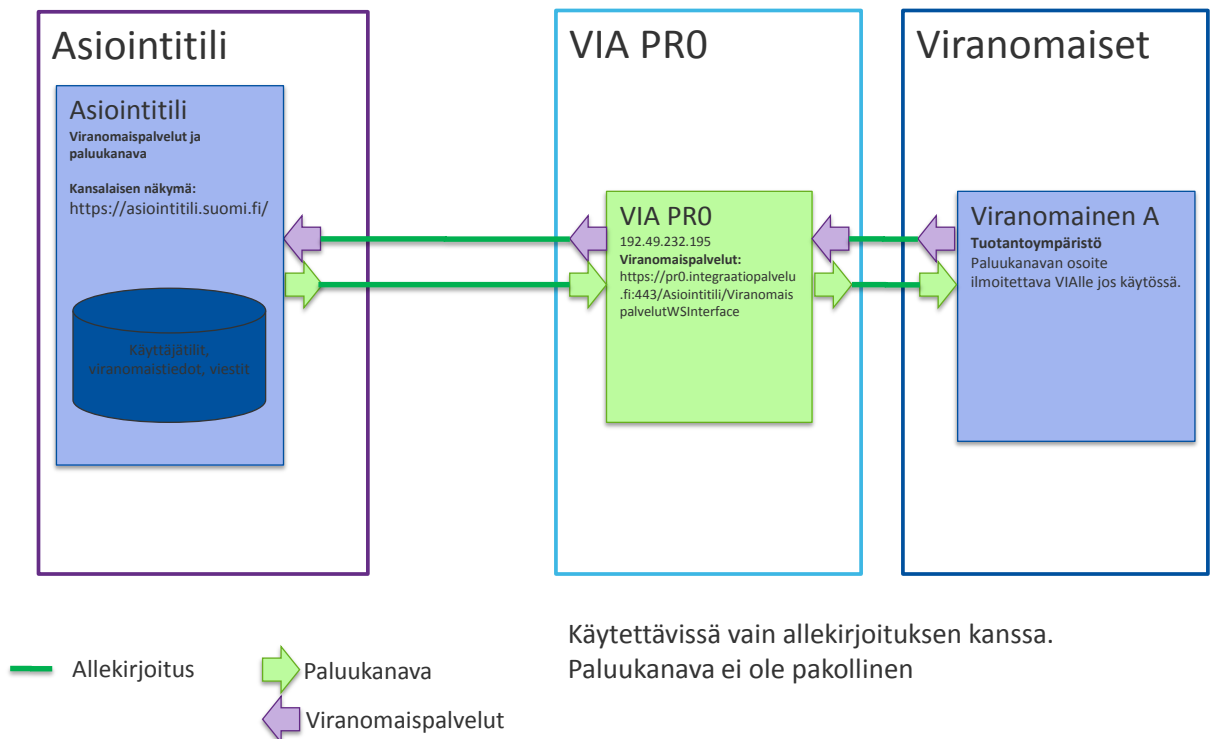 Asiointitili
Asiointitili
Viranomaispalvelut ja
paluukanava
Kansalaisen näkymä:
https://asiointitili.suomi.fi/
Käyttäjätilit,
viranomaistiedot, viestit
VIA PR0
VIA PR0
192.49.232.195
Viranomaispalvelut:
https://pr0.integraatiopalvelu
.fi:443/Asiointitili/Viranomais
palvelutWSInterface
Viranomaiset
Viranomainen A
Tuotantoympäristö
Paluukanavan osoite
ilmoitettava VIAlle jos käytössä.
Allekirjoitus
Paluukanava
Viranomaispalvelut
Käytettävissä vain allekirjoituksen kanssa.
Paluukanava ei ole pakollinen